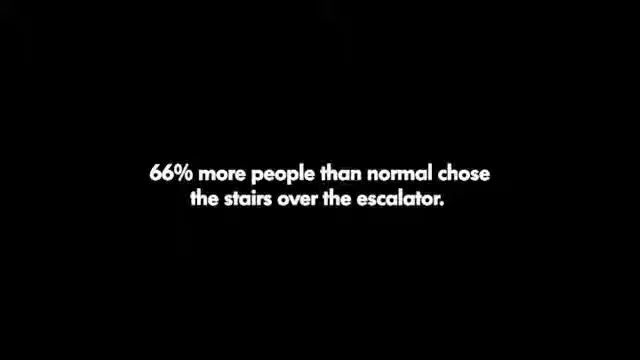 66% more people than normal chose
the stairs over the escalator.